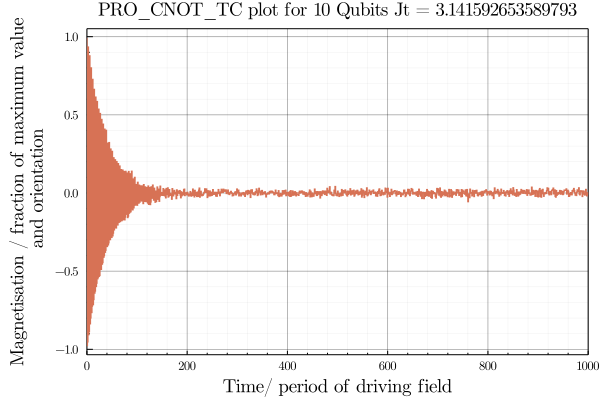 PRO_CNOT_TC plot for 10 Qubits Jt = 3.141592653589793
Magnetisation / fraction of maximum value
and orientation
1.0
0.5
0.0
−0.5
−1.0
0
200
400
600
800
1000
Time/ period of driving field